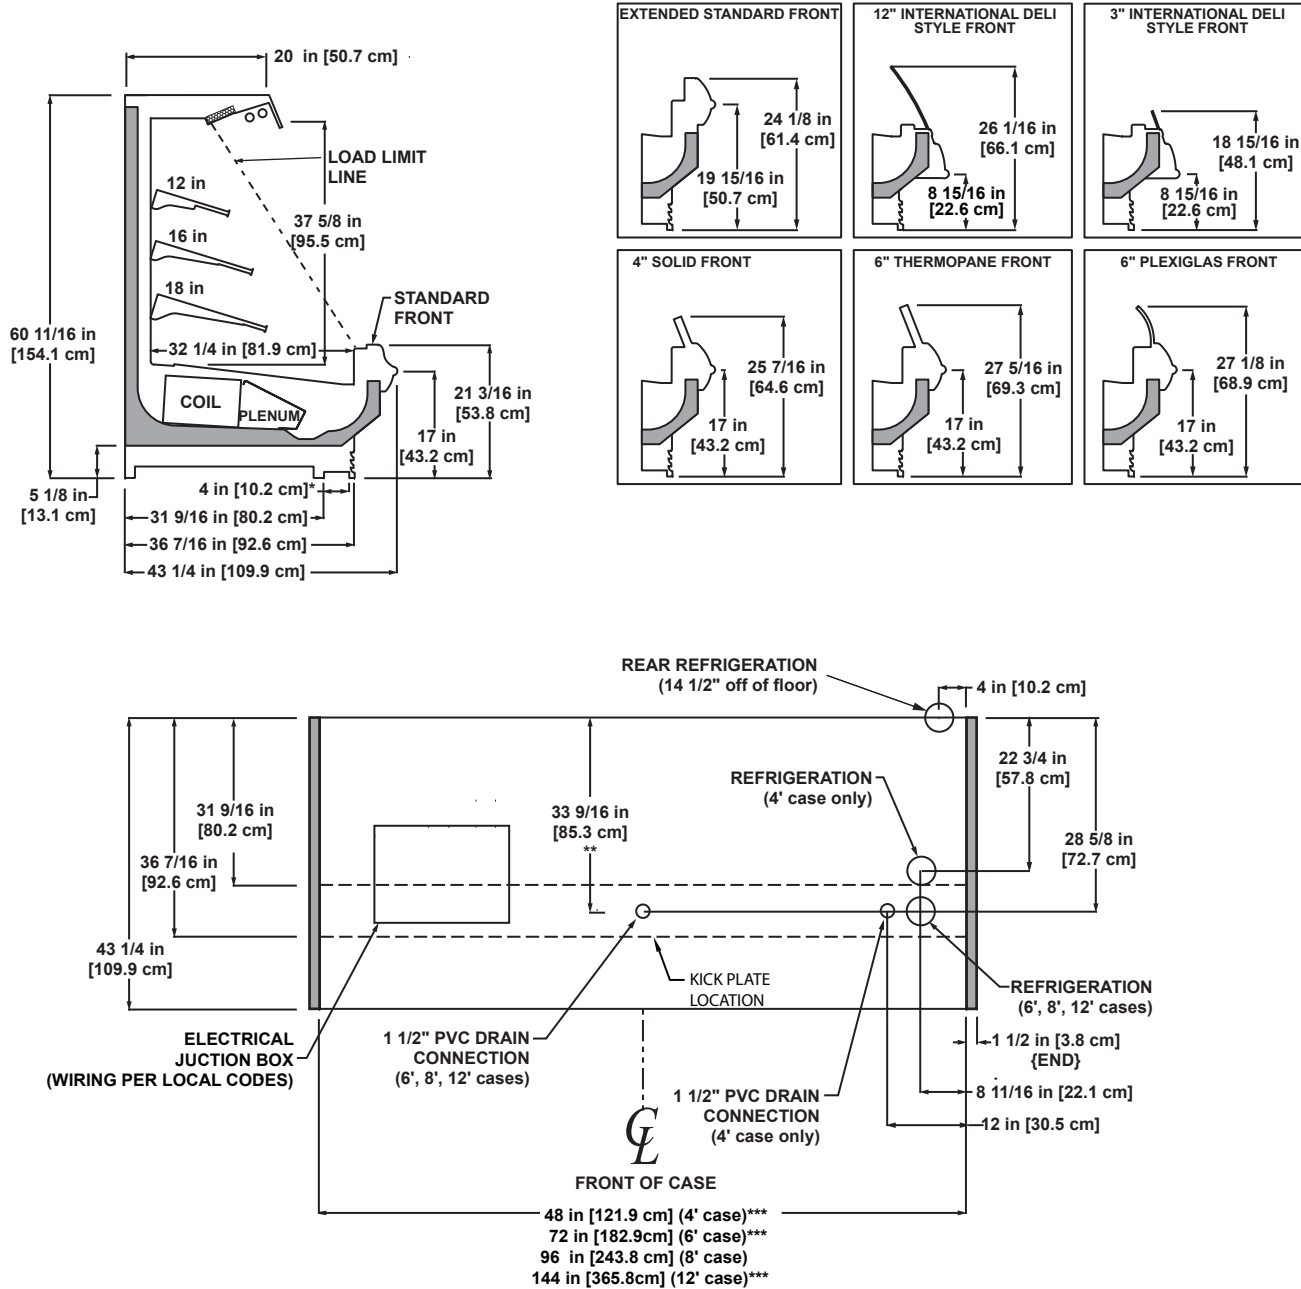 20 in [50.7 cm]
LOAD LIMIT
LINE
12 in
37 5/8 in
[95.5 cm]
16 in
18 in
STANDARD
FRONT
60 11/16 in
[154.1 cm]
32 1/4 in [81.9 cm]
COIL
PLENUM
21 3/16 in
[53.8 cm]
17 in
[43.2 cm]
5 1/8 in
[13.1 cm]
4 in [10.2 cm]*
31 9/16 in [80.2 cm]
36 7/16 in [92.6 cm]
43 1/4 in [109.9 cm]
EXTENDED STANDARD FRONT
24 1/8 in
[61.4 cm]
19 15/16 in
[50.7 cm]
12" INTERNATIONAL DELI
STYLE FRONT
26 1/16 in
[66.1 cm]
8 15/16 in
[22.6 cm]
3" INTERNATIONAL DELI
STYLE FRONT
18 15/16 in
[48.1 cm]
8 15/16 in
[22.6 cm]
4" SOLID FRONT
25 7/16 in
[64.6 cm]
17 in
[43.2 cm]
6" THERMOPANE FRONT
27 5/16 in
[69.3 cm]
17 in
[43.2 cm]
6" PLEXIGLAS FRONT
27 1/8 in
[68.9 cm]
17 in
[43.2 cm]
REAR REFRIGERATION
(14 1/2" off of floor)
4 in [10.2 cm]
22 3/4 in
[57.8 cm]
REFRIGERATION
(4' case only)
31 9/16 in
[80.2 cm]
33 9/16 in
[85.3 cm]
**
28 5/8 in
[72.7 cm]
36 7/16 in
[92.6 cm]
43 1/4 in
[109.9 cm]
KICK PLATE
LOCATION
REFRIGERATION
(6', 8', 12' cases)
ELECTRICAL
JUCTION BOX
(WIRING PER LOCAL CODES)
1 1/2" PVC DRAIN
CONNECTION
(6', 8', 12' cases)
1 1/2 in [3.8 cm]
{END}
8 11/16 in [22.1 cm]
1 1/2" PVC DRAIN
CONNECTION
(4' case only)
12 in [30.5 cm]
CL
FRONT OF CASE
48 in [121.9 cm] (4' case)***
72 in [182.9cm] (6' case)***
96 in [243.8 cm] (8' case)
144 in [365.8cm] (12' case)***